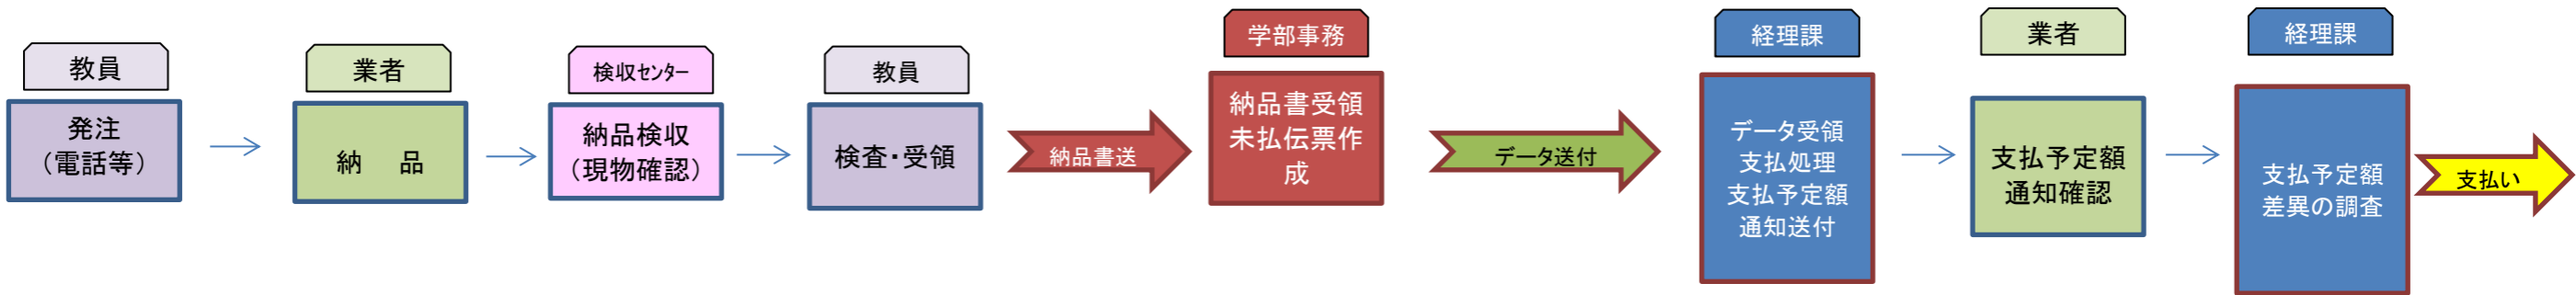 教員
発注
（電話等）
業者
納　品
検収センター
納品検収
（現物確認）
教員
検査・受領
納品書送
学部事務
納品書受領
未払伝票作
成
データ送付
経理課
データ受領
支払処理
支払予定額
通知送付
業者
支払予定額
通知確認
経理課
支払予定額
差異の調査
支払い